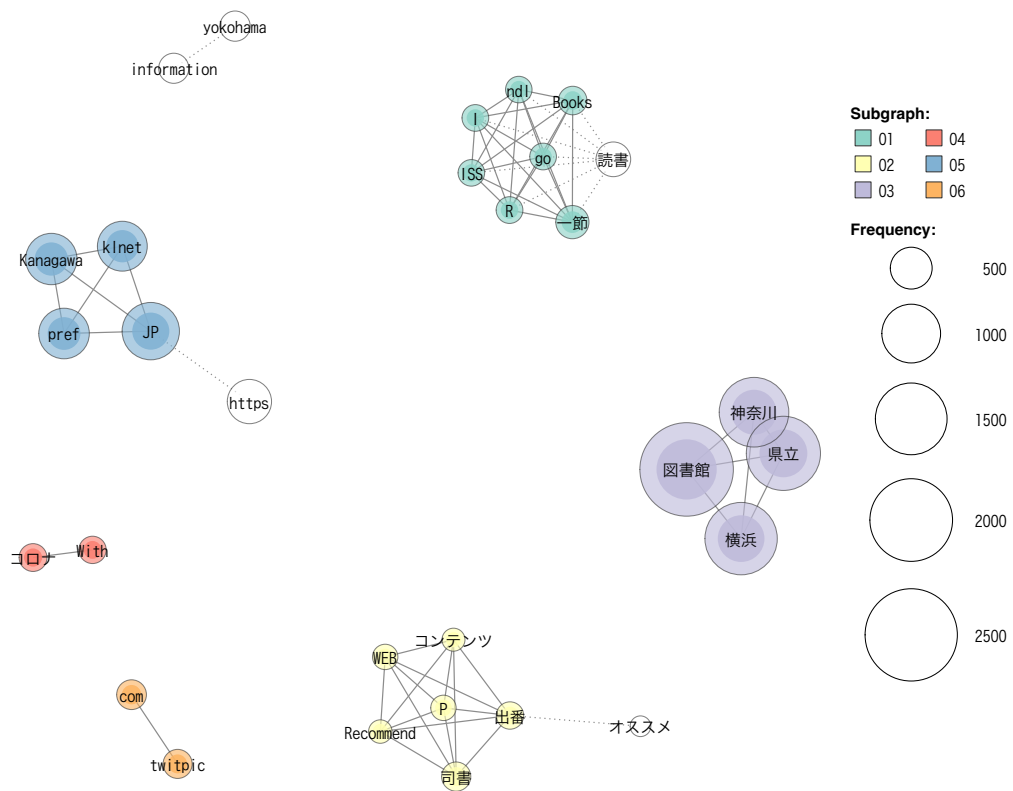 yokohama
information
ndl
Books
I
go
読書
ISS
R
一節
klnet
Kanagawa
pref
JP
https
神奈川
県立
図書館
横浜
コロナ
With
コンテンツ
WEB
P
出番
オススメ
Recommend
司書
com
twitpic
Subgraph:
01
04
02
05
03
06
Frequency:
500
1000
1500
2000
2500